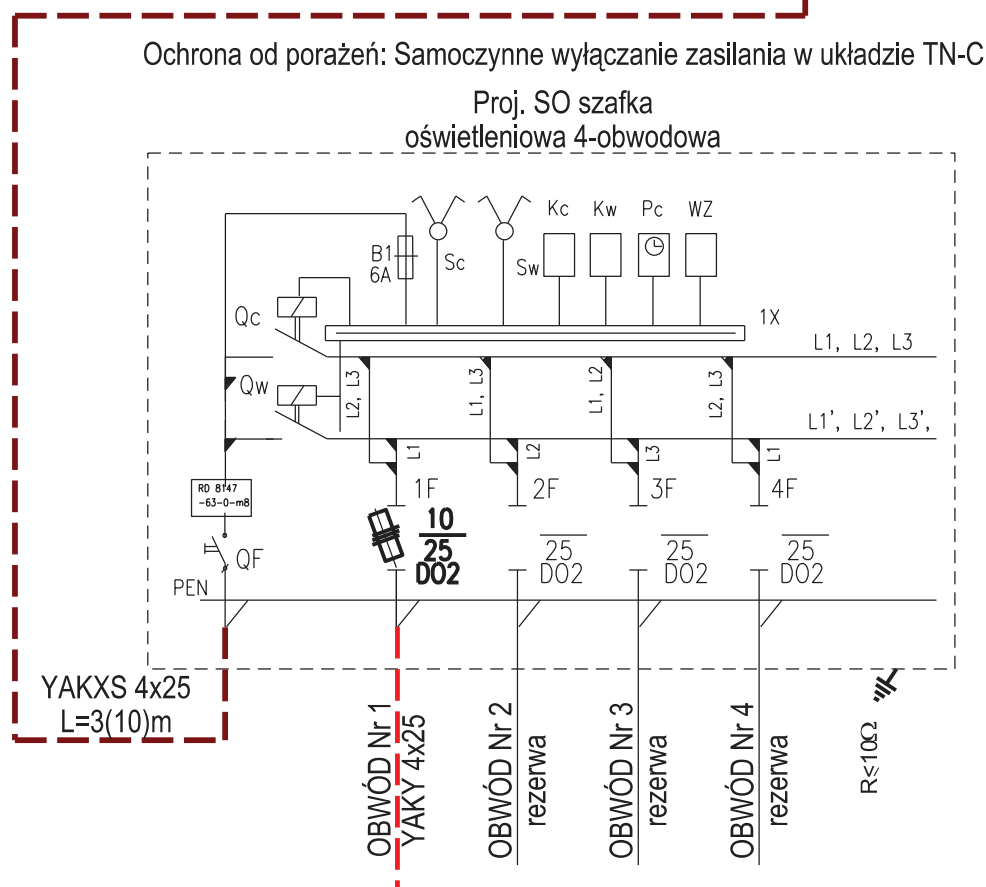 Ochrona od porażeń: Samoczynne wyłączanie zasilania w układzie TN-C
Proj. SO szafka
oświetleniowa 4-obwodowa
Kc Kw Pc WZ
B1
6A
Sc
Sw
Qc
1X
L1, L2, L3
Qw
L2, L3
L1, L3
L1, L2
L2, L3
L1', L2', L3',
L1
L2
L3
L1
RD 8147
-63-0-m8
1F
2F
3F
4F
10
25
DO2
25
DO2
25
DO2
25
DO2
QF
PEN
YAKXS 4x25
L=3(10)m
OBWÓD Nr 1
YAKY 4x25
OBWÓD Nr 2
rezerwa
OBWÓD Nr 3
rezerwa
OBWÓD Nr 4
rezerwa
R≤10Ω